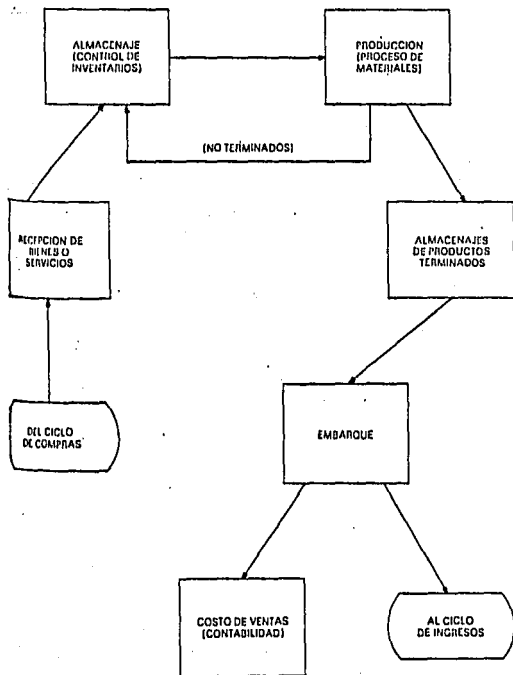 ALMACENAJE
(CONTROL DE
INVENTARIOS)
PRODUCCION
(PROCESO DE
MATERIALES)
(NO TERMINADOS)
RECEPCION DE
BIENES O
SERVICIOS
ALMACENAJES
DE PRODUCTOS
TERMINADOS
DEL CICLO
DE COMPRAS
EMBARQUE
COSTO DE VENTAS
(CONTABILIDAD)
AL CICLO
DE INGRESOS